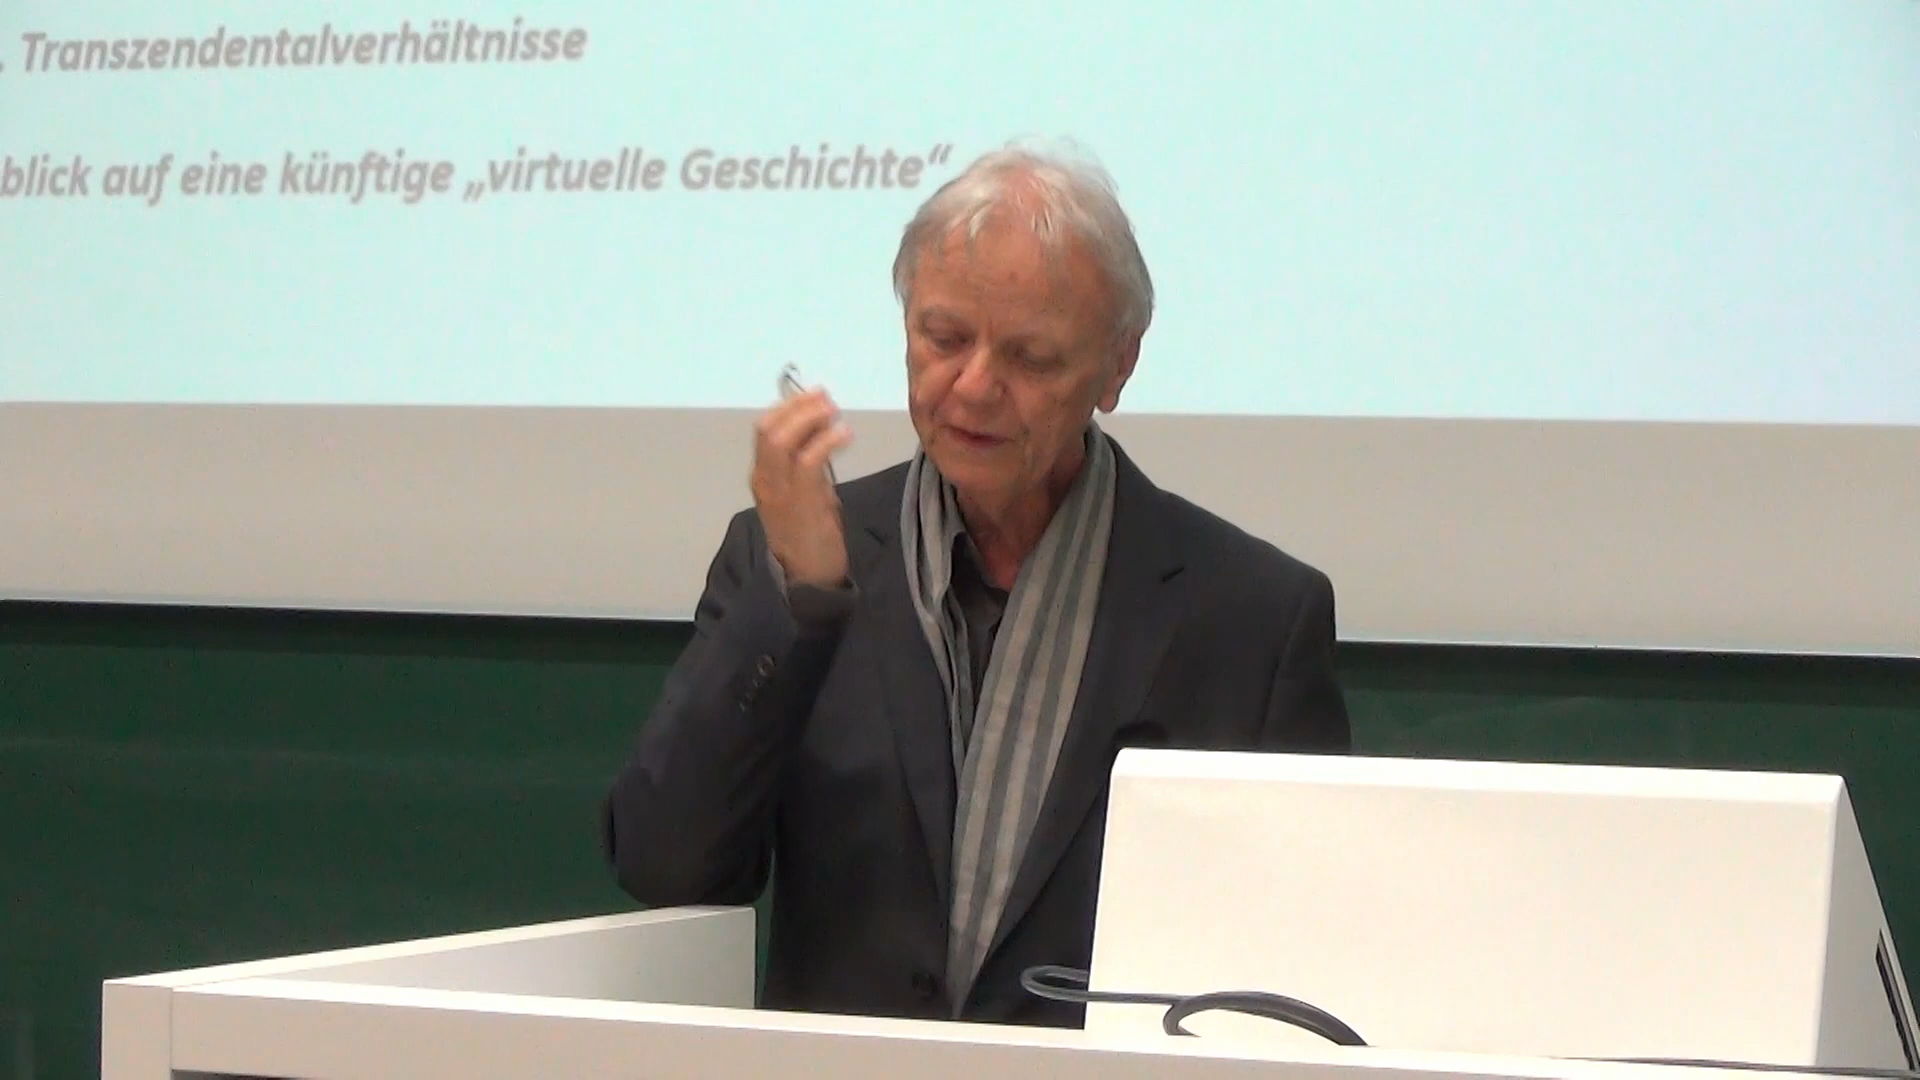 . Transzendentalverhältnisse
blick auf eine künftige „virtuelle Geschichte“